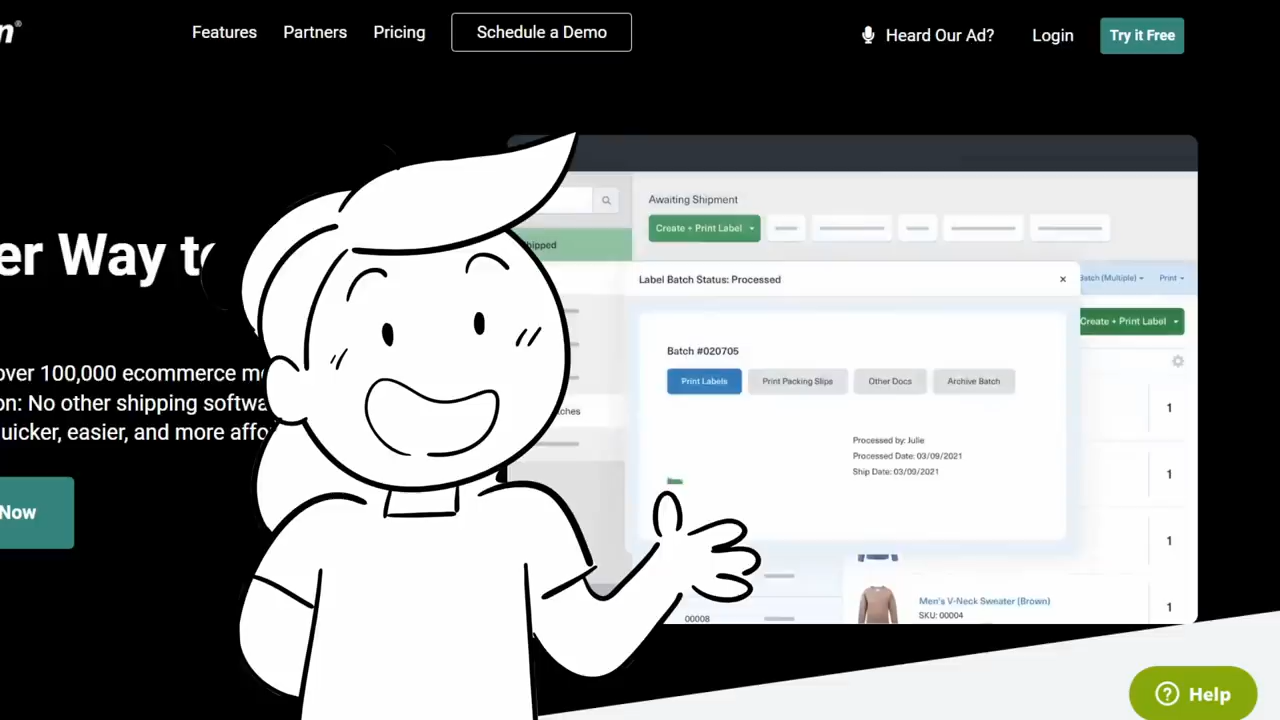 n®
Features
Partners
Pricing
Schedule a Demo
Heard Our Ad?
Login
Try it Free
er Way to
over 100,000 ecommerce me
on: No other shipping softwa
uicker, easier, and more affo
Now
Awaiting Shipment
Create + Print Label
hipped
Label Batch Status: Processed
×
Batch (Multiple)
Print
Create + Print Label
Batch #020705
Print Labels
Print Packing Slips
Other Docs
Archive Batch
ches
Processed by: Julie
Processed Date: 03/09/2021
Ship Date: 03/09/2021
1
1
1
1
Men's V-Neck Sweater (Brown)
SKU: 00004
00008
Help